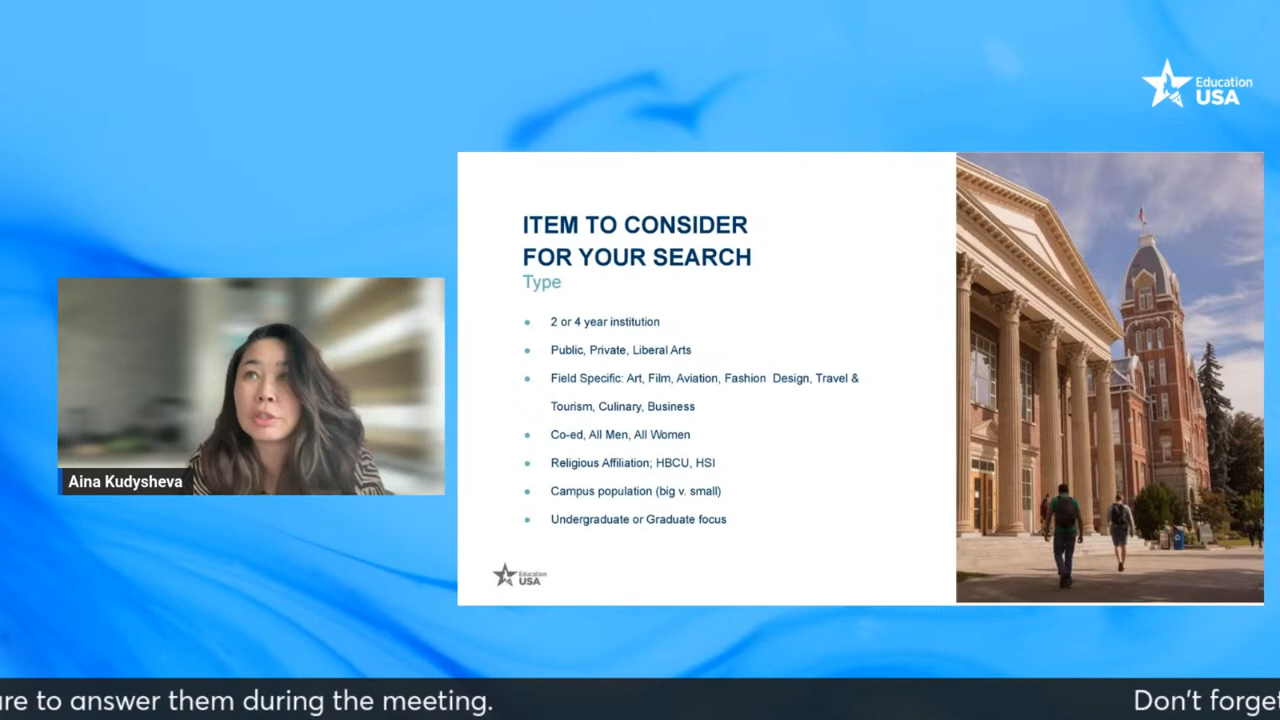 Education
USA
ITEM TO CONSIDER
FOR YOUR SEARCH
Type
• 2 or 4 year institution
• Public, Private, Liberal Arts
• Field Specific: Art, Film, Aviation, Fashion Design, Travel &
Tourism, Culinary, Business
• Co-ed, All Men, All Women
• Religious Affiliation; HBCU, HSI
• Campus population (big v. small)
• Undergraduate or Graduate focus
Education
USA
Aina Kudysheva
to answer them during the meeting.
Don't forget